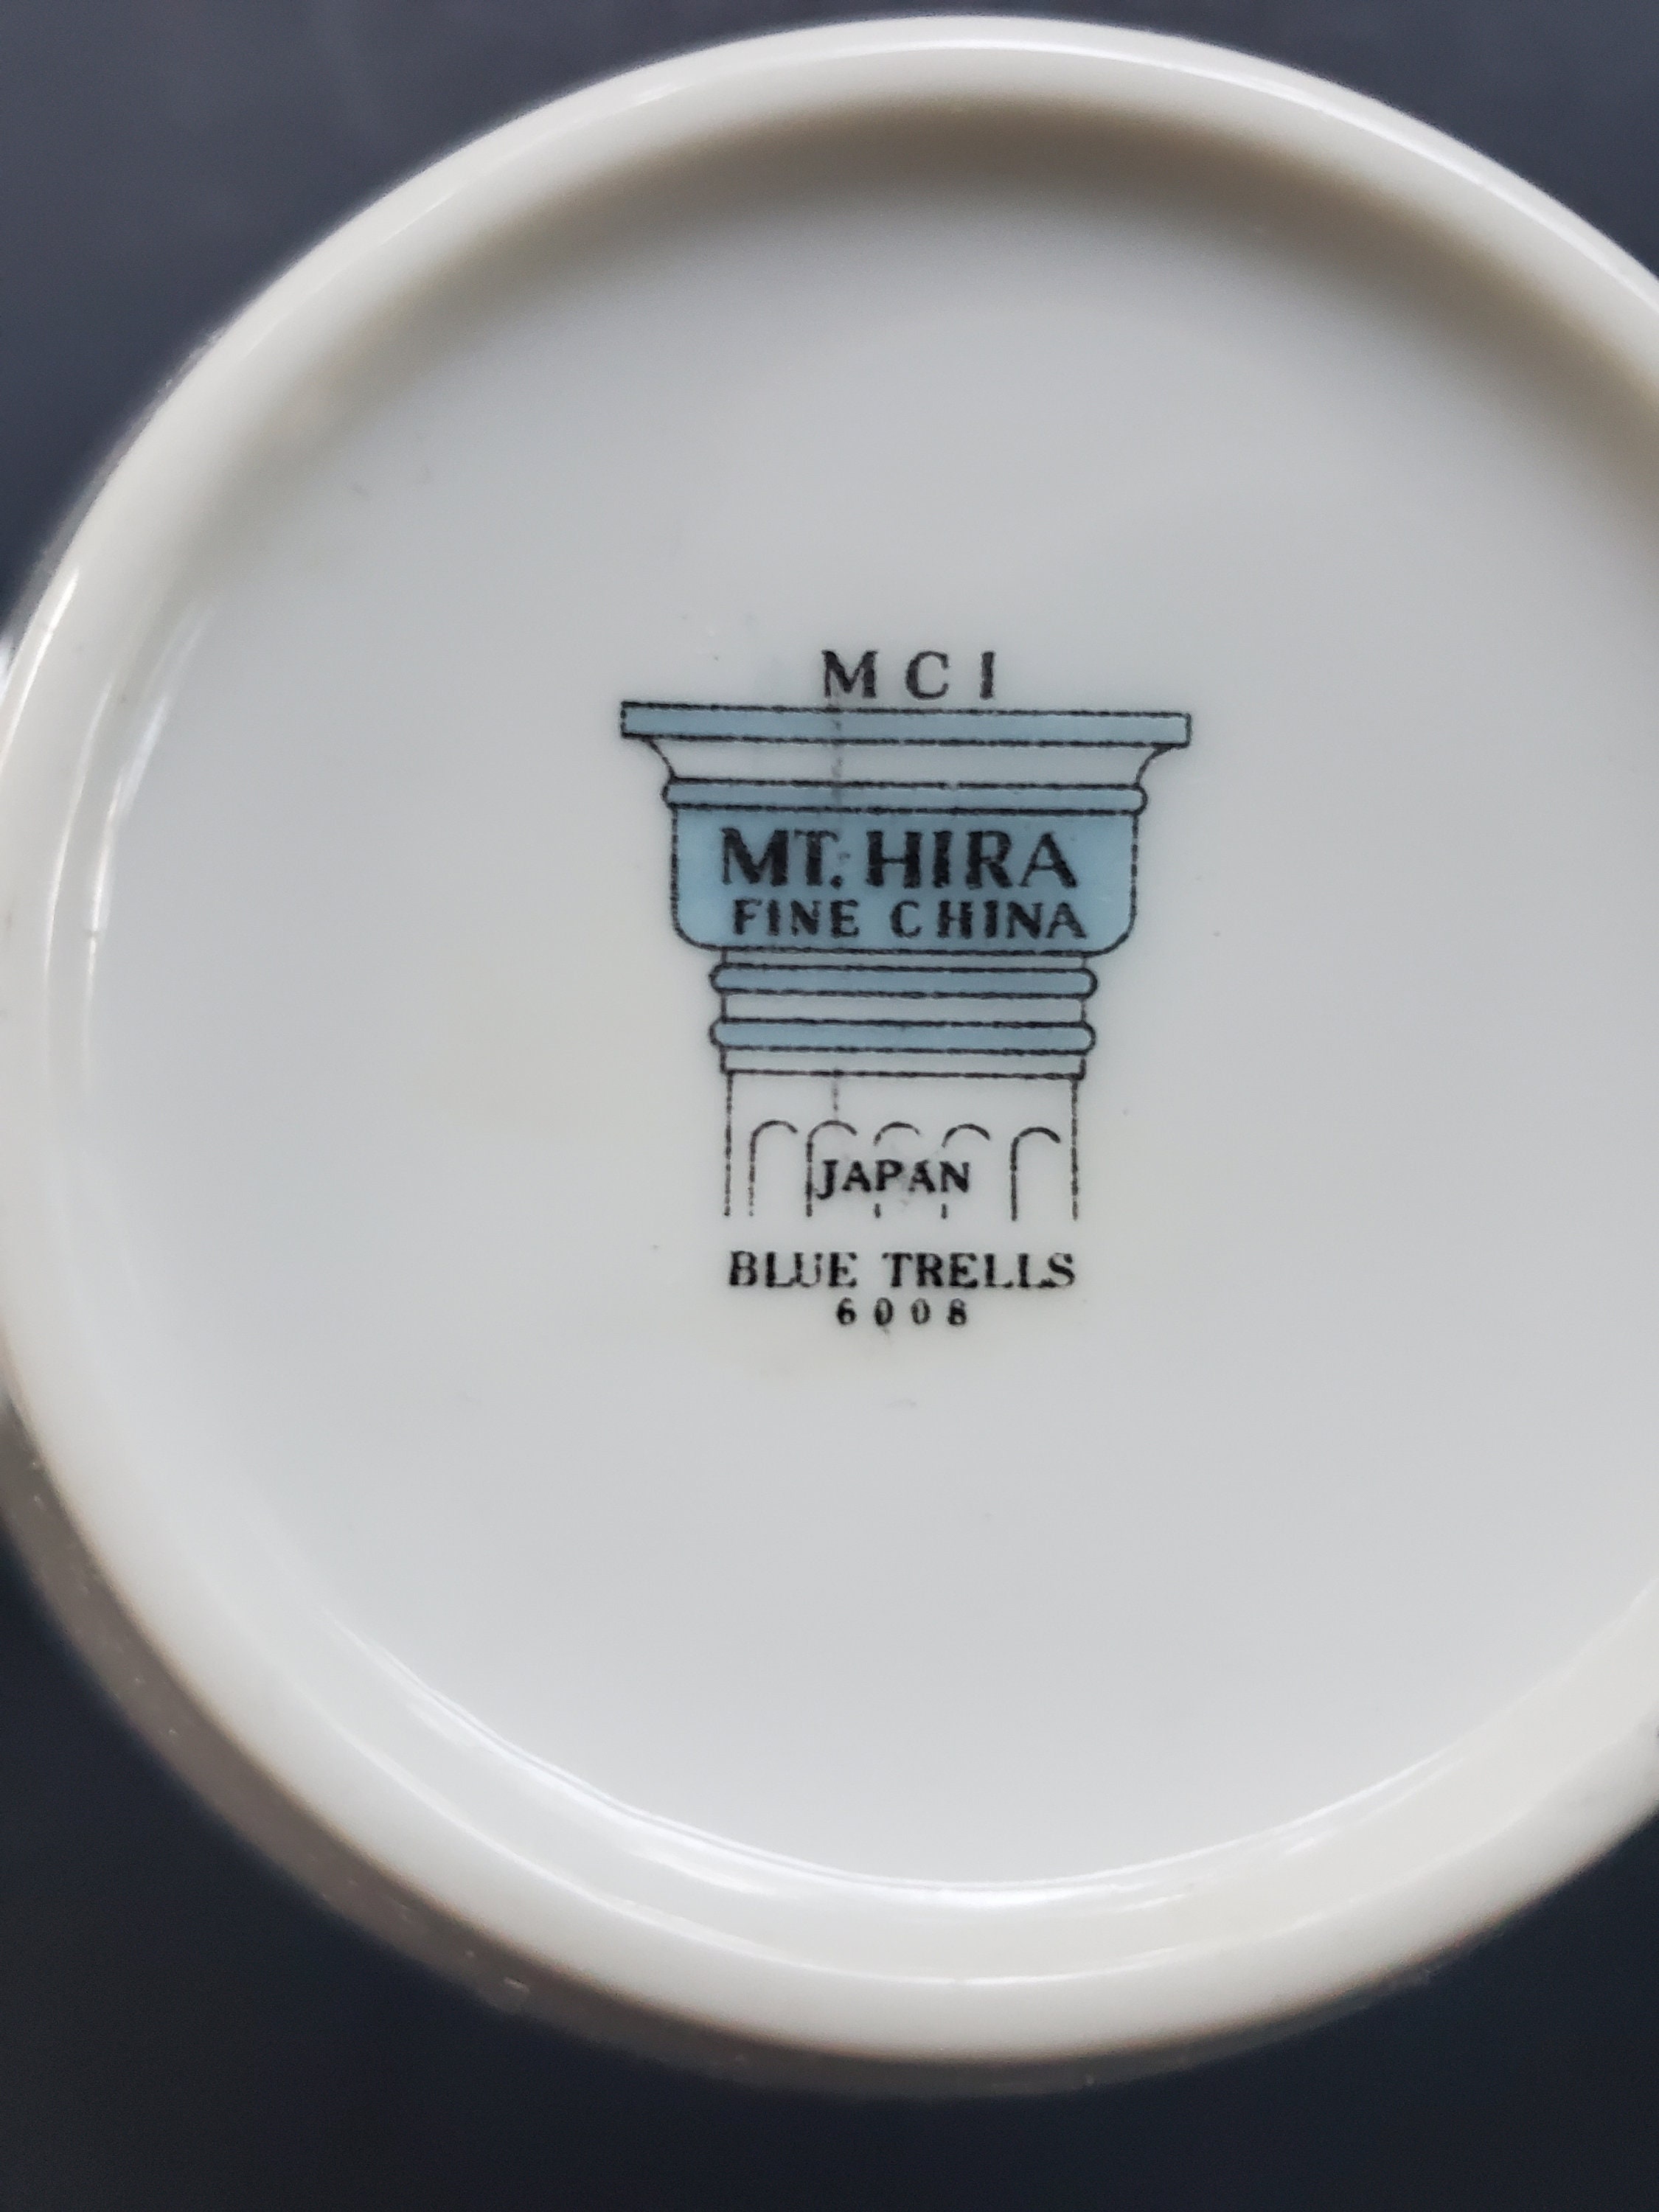 MCI
MT. HIRA
FINE CHINA
JAPAN
BLUE TRELLS
6008